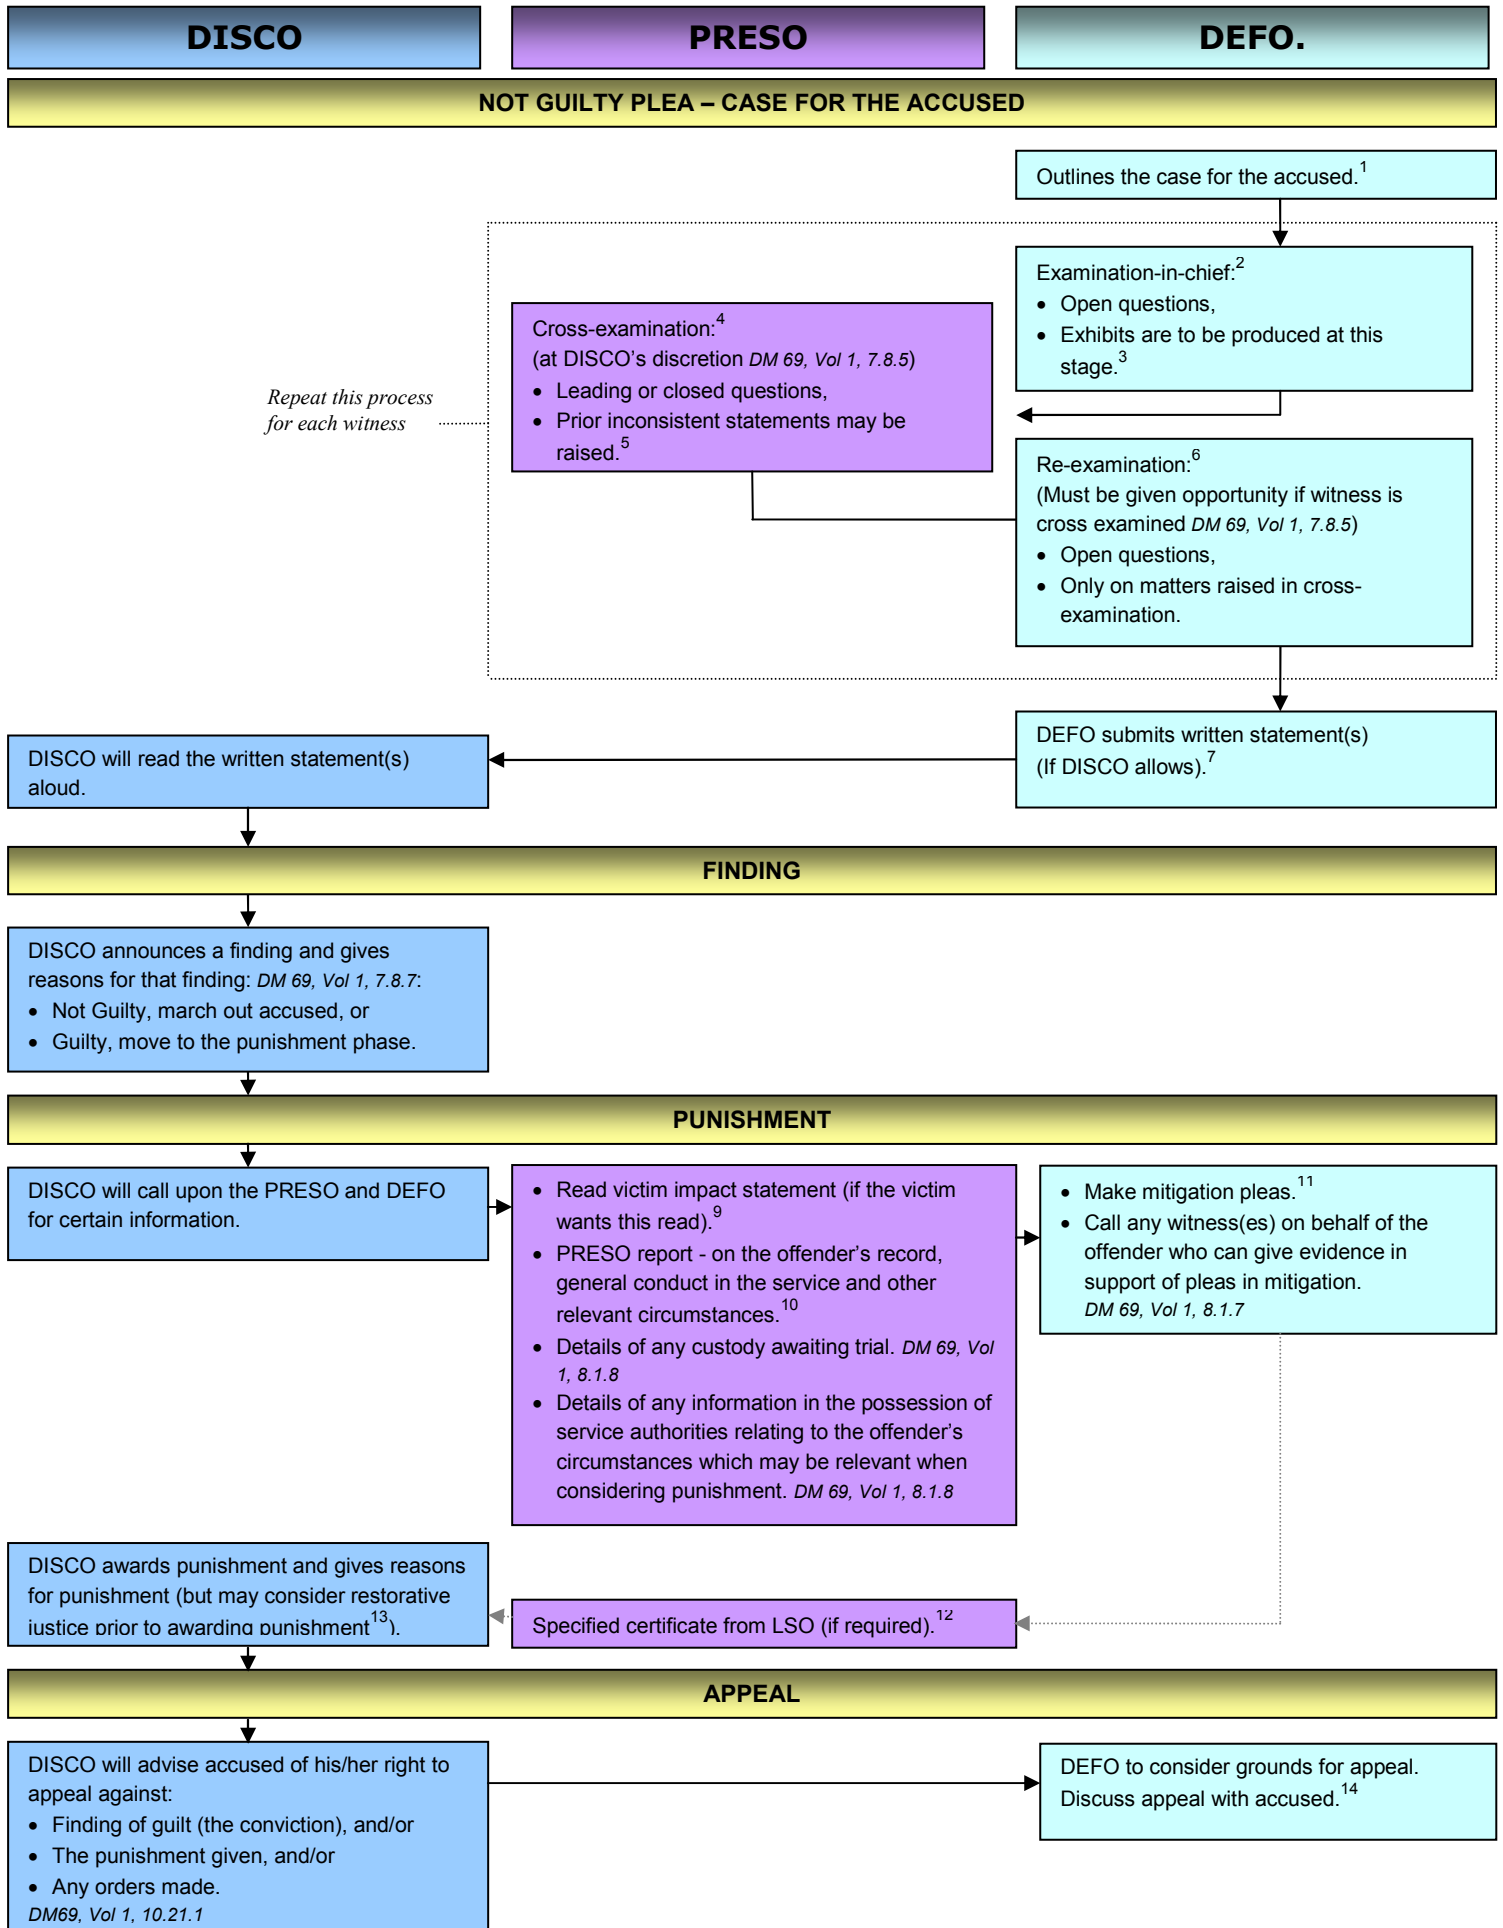 DISCO
PRESO
DEFO.
NOT GUILTY PLEA – CASE FOR THE ACCUSED
Outlines the case for the accused.1
Examination-in-chief:2
• Open questions,
• Exhibits are to be produced at this
stage.3
Cross-examination:4
(at DISCO's discretion DM 69, Vol 1, 7.8.5)
• Leading or closed questions,
• Prior inconsistent statements may be
raised.5
Repeat this process
for each witness
Re-examination:6
(Must be given opportunity if witness is
cross examined DM 69, Vol 1, 7.8.5)
• Open questions,
• Only on matters raised in cross-
examination.
DEFO submits written statement(s)
(If DISCO allows).7
DISCO will read the written statement(s)
aloud.
FINDING
DISCO announces a finding and gives
reasons for that finding: DM 69, Vol 1, 7.8.7:
• Not Guilty, march out accused, or
• Guilty, move to the punishment phase.
PUNISHMENT
DISCO will call upon the PRESO and DEFO
for certain information.
• Read victim impact statement (if the victim
wants this read).9
• PRESO report - on the offender's record,
general conduct in the service and other
relevant circumstances.10
• Details of any custody awaiting trial. DM 69, Vol
1, 8.1.8
• Details of any information in the possession of
service authorities relating to the offender's
circumstances which may be relevant when
considering punishment. DM 69, Vol 1, 8.1.8
• Make mitigation pleas.11
• Call any witness(es) on behalf of the
offender who can give evidence in
support of pleas in mitigation.
DM 69, Vol 1, 8.1.7
Specified certificate from LSO (if required).12
DISCO awards punishment and gives reasons
for punishment (but may consider restorative
justice prior to awarding punishment13).
APPEAL
DISCO will advise accused of his/her right to
appeal against:
• Finding of guilt (the conviction), and/or
• The punishment given, and/or
• Any orders made.
DM69, Vol 1, 10.21.1
DEFO to consider grounds for appeal.
Discuss appeal with accused.14